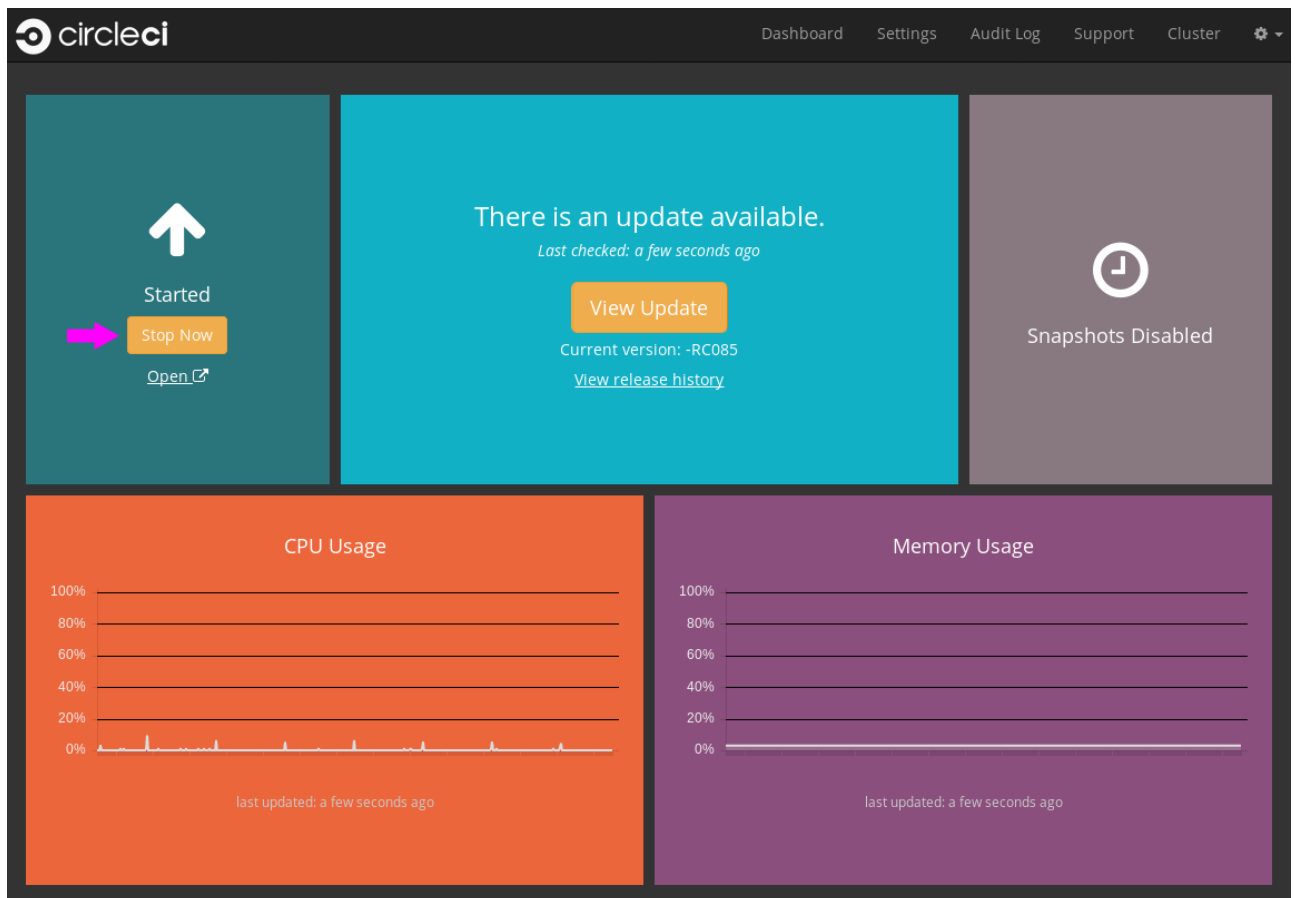 circleci
Dashboard Settings Audit Log Support Cluster
Started
Stop Now
Open
There is an update available.
Last checked: a few seconds ago
View Update
Current version: -RC085
View release history
Snapshots Disabled
CPU Usage
100%
80%
60%
40%
20%
0%
last updated: a few seconds ago
Memory Usage
100%
80%
60%
40%
20%
0%
last updated: a few seconds ago